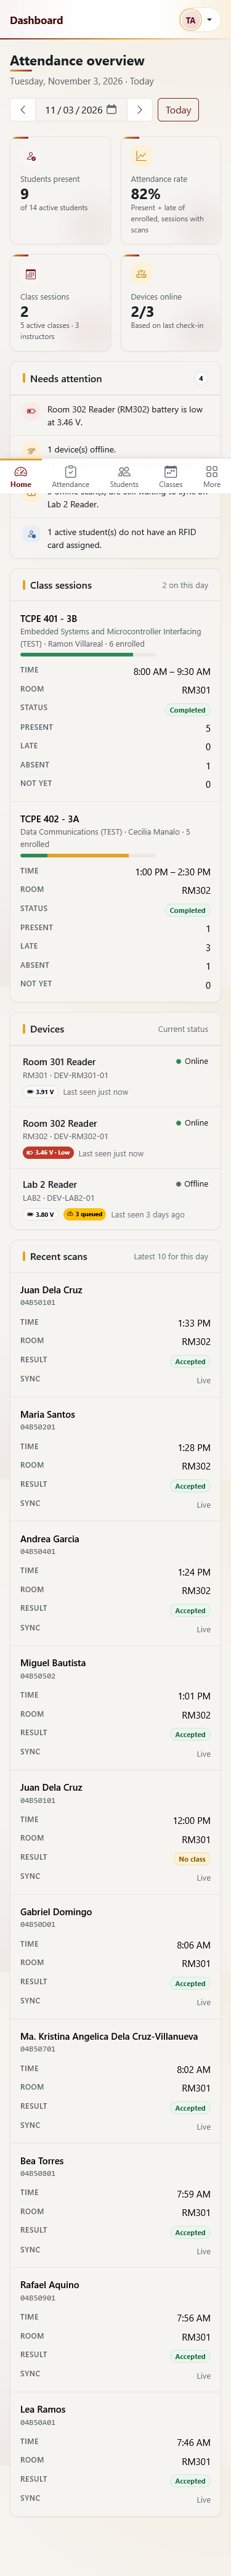 Dashboard
TA
Attendance overview
Tuesday, November 3, 2026 · Today
11 / 03 / 2026
Today
Students present
9
of 14 active students
Attendance rate
82%
Present + late of
enrolled, sessions with
scans
Class sessions
2
5 active classes · 3
instructors
Devices online
2/3
Based on last check-in
Needs attention
4
Room 302 Reader (RM302) battery is low
at 3.46 V.
1 device(s) offline.
Home
Attendance
Students
Classes
More
Lab 2 Reader.
1 active student(s) do not have an RFID
card assigned.
Class sessions
2 on this day
TCPE 401 - 3B
Embedded Systems and Microcontroller Interfacing
(TEST) · Ramon Villareal · 6 enrolled
TIME
8:00 AM – 9:30 AM
ROOM
RM301
STATUS
Completed
PRESENT
5
LATE
0
ABSENT
1
NOT YET
0
TCPE 402 - 3A
Data Communications (TEST) · Cecilia Manalo · 5
enrolled
TIME
1:00 PM – 2:30 PM
ROOM
RM302
STATUS
Completed
PRESENT
1
LATE
3
ABSENT
1
NOT YET
0
Devices
Current status
Room 301 Reader
Online
RM301 · DEV-RM301-01
3.91 V
Last seen just now
Room 302 Reader
Online
RM302 · DEV-RM302-01
3.46 V · Low
Last seen just now
Lab 2 Reader
Offline
LAB2 · DEV-LAB2-01
3.80 V
3 queued
Last seen 3 days ago
Recent scans
Latest 10 for this day
Juan Dela Cruz
04B50101
TIME
1:33 PM
ROOM
RM302
RESULT
Accepted
SYNC
Live
Maria Santos
04B50201
TIME
1:28 PM
ROOM
RM302
RESULT
Accepted
SYNC
Live
Andrea Garcia
04B50401
TIME
1:24 PM
ROOM
RM302
RESULT
Accepted
SYNC
Live
Miguel Bautista
04B50502
TIME
1:01 PM
ROOM
RM302
RESULT
Accepted
SYNC
Live
Juan Dela Cruz
04B50101
TIME
12:00 PM
ROOM
RM301
RESULT
No class
SYNC
Live
Gabriel Domingo
04B50D01
TIME
8:06 AM
ROOM
RM301
RESULT
Accepted
SYNC
Live
Ma. Kristina Angelica Dela Cruz-Villanueva
04B50701
TIME
8:02 AM
ROOM
RM301
RESULT
Accepted
SYNC
Live
Bea Torres
04B50801
TIME
7:59 AM
ROOM
RM301
RESULT
Accepted
SYNC
Live
Rafael Aquino
04B50901
TIME
7:56 AM
ROOM
RM301
RESULT
Accepted
SYNC
Live
Lea Ramos
04B50A01
TIME
7:46 AM
ROOM
RM301
RESULT
Accepted
SYNC
Live